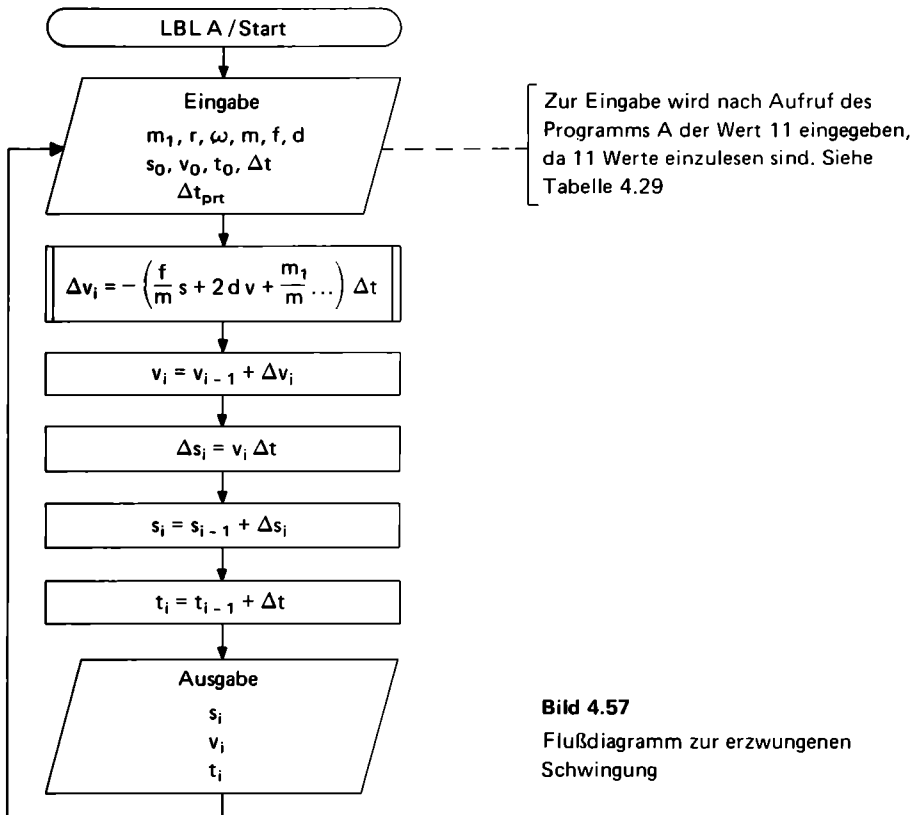 LBL A / Start
Eingabe
m₁, r, ω, m, f, d
s₀, v₀, t₀, Δt
Δt_prt
Zur Eingabe wird nach Aufruf des
Programms A der Wert 11 eingegeben,
da 11 Werte einzulesen sind. Siehe
Tabelle 4.29
Δvᵢ = − (f/m s + 2 d v + m₁/m ...) Δt
vᵢ = vᵢ₋₁ + Δvᵢ
Δsᵢ = vᵢ Δt
sᵢ = sᵢ₋₁ + Δsᵢ
tᵢ = tᵢ₋₁ + Δt
Ausgabe
sᵢ
vᵢ
tᵢ
Bild 4.57
Flußdiagramm zur erzwungenen
Schwingung